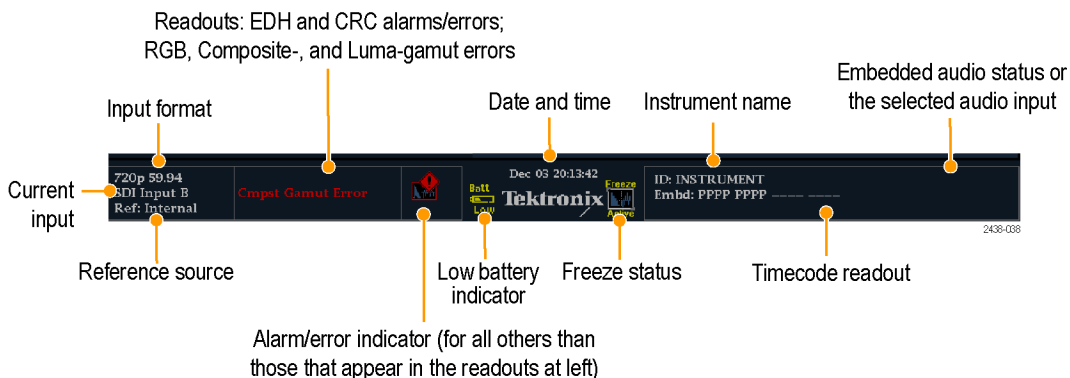 Readouts: EDH and CRC alarms/errors;
RGB, Composite-, and Luma-gamut errors
Embedded audio status or
the selected audio input
Input format
Date and time
Instrument name
Current
input
720p 59.94
SDI Input B
Ref: Internal
Cmpst Gamut Error
Batt
Low
Dec 03 20:13:42
Tektronix
Freeze
Active
ID: INSTRUMENT
Embd: PPPP PPPP ---- ----
2438-038
Reference source
Low battery
indicator
Freeze status
Timecode readout
Alarm/error indicator (for all others than
those that appear in the readouts at left)